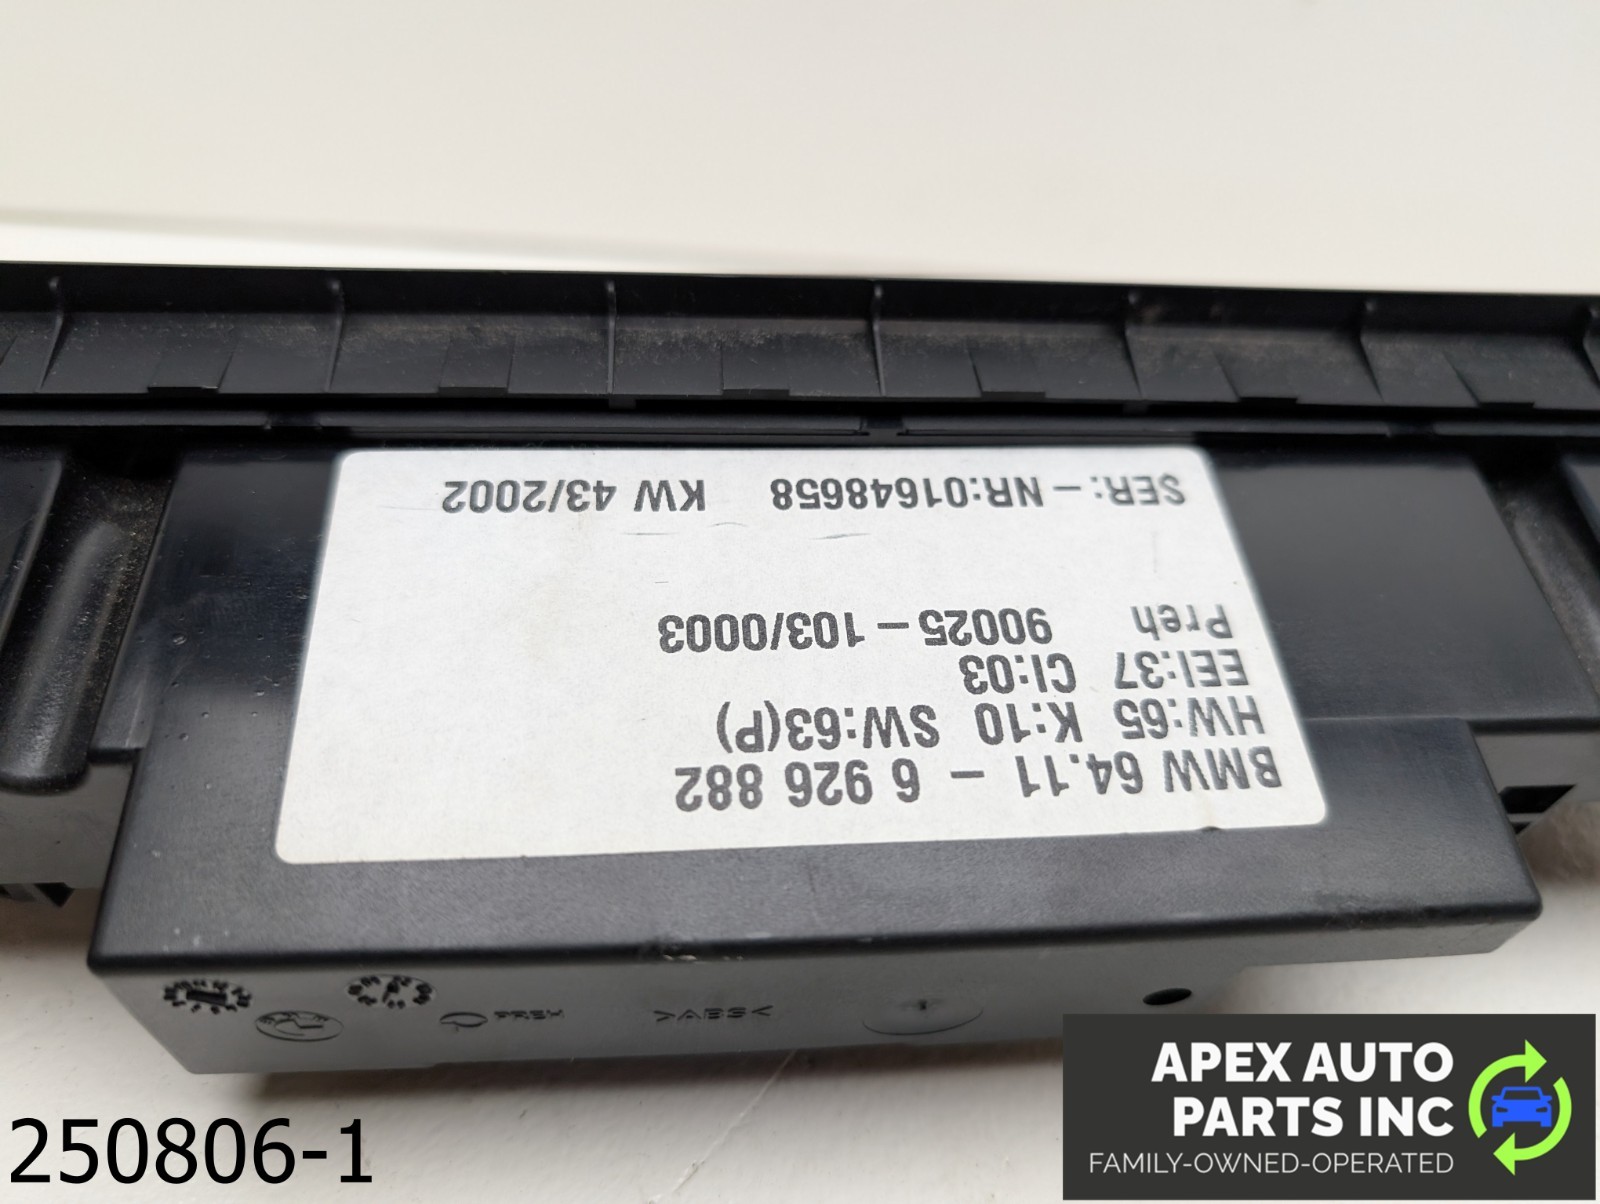 BMW 64.11 - 6 926 882
HW:65 K:10 SW:63(P)
EEI:37 CI:03
Preh 90025-103/0003
SER:-NR:01648658 KW 43/2002
PREH
>ABS<
250806-1
APEX AUTO
PARTS INC
FAMILY-OWNED-OPERATED